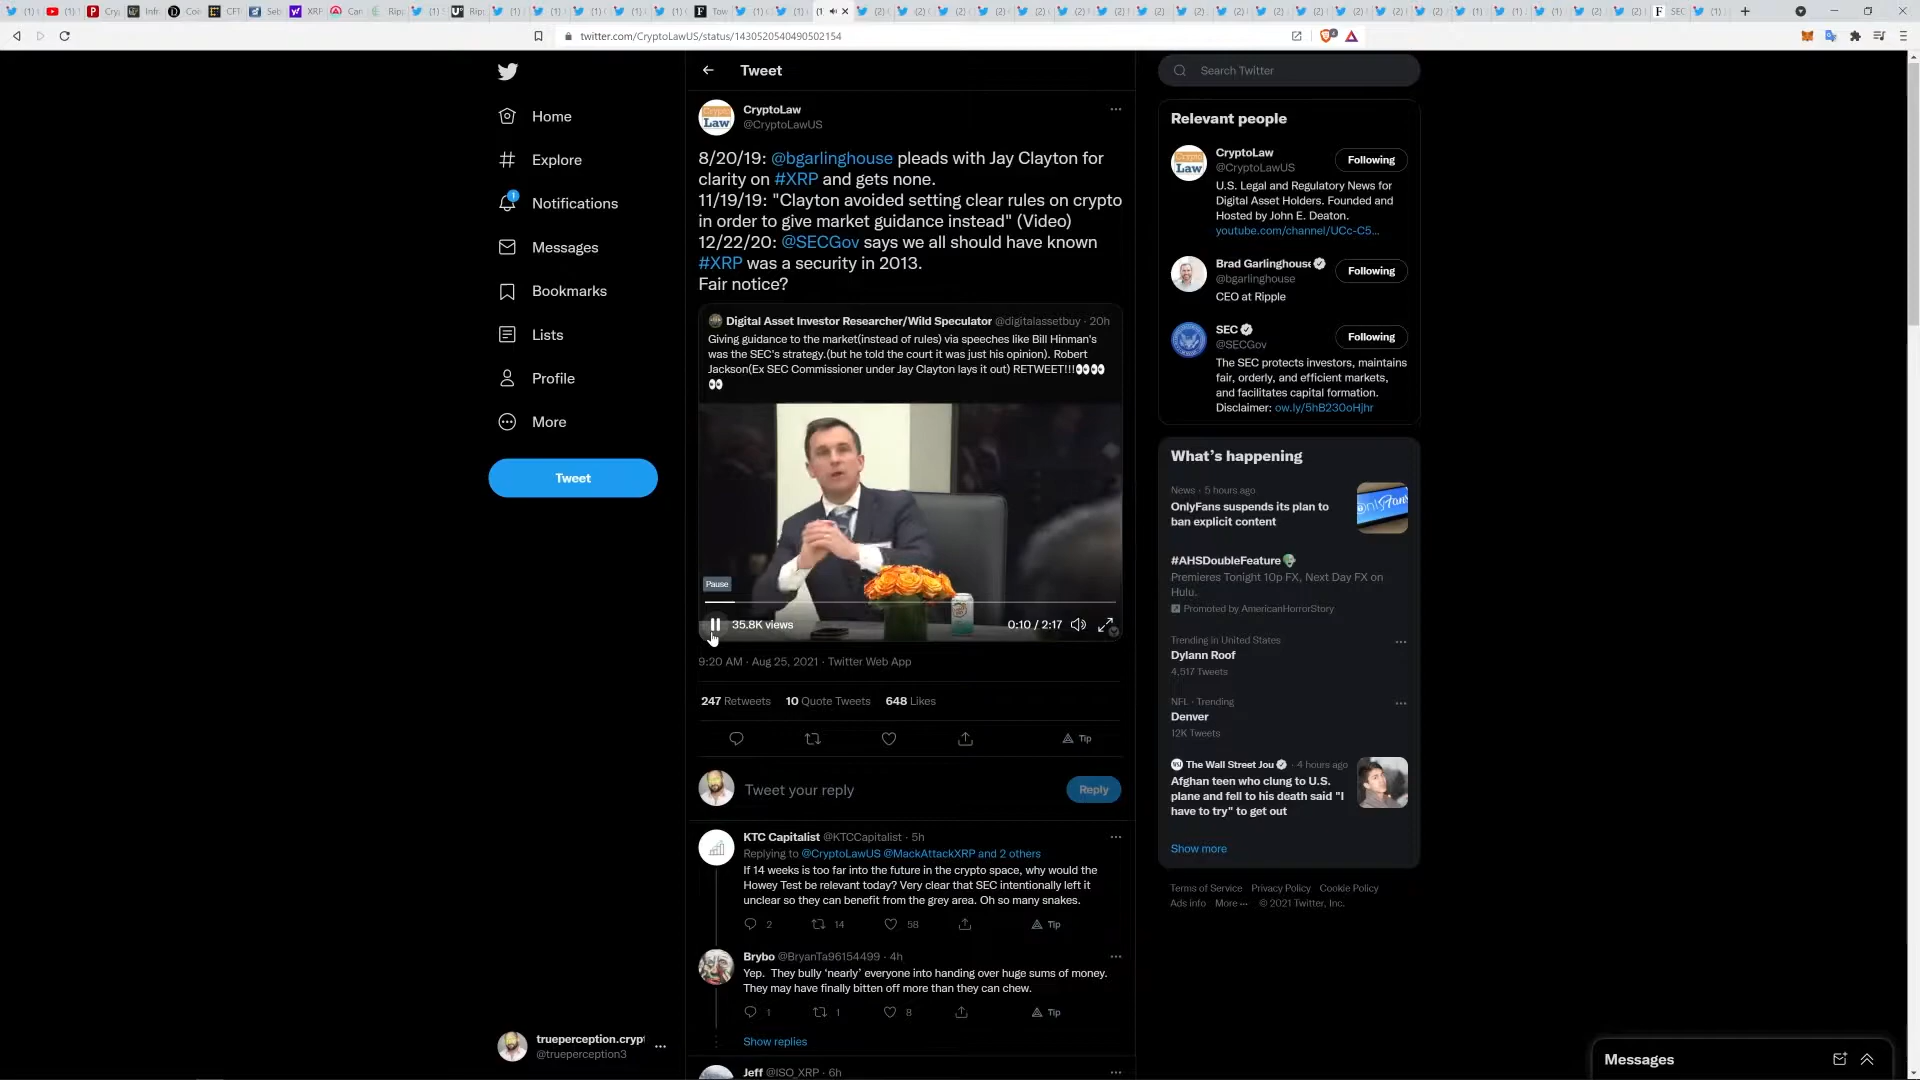 twitter.com/CryptoLawUS/status/1430520540490502154
Home
Explore
Notifications
Messages
Bookmarks
Lists
Profile
More
Tweet
trueperception.crypt
@trueperception3
Tweet
CryptoLaw
@CryptoLawUS
8/20/19: @bgarlinghouse pleads with Jay Clayton for
clarity on #XRP and gets none.
11/19/19: "Clayton avoided setting clear rules on crypto
in order to give market guidance instead" (Video)
12/22/20: @SECGov says we all should have known
#XRP was a security in 2013.
Fair notice?
Digital Asset Investor Researcher/Wild Speculator @digitalassetbuy · 20h
Giving guidance to the market(instead of rules) via speeches like Bill Hinman's
was the SEC's strategy.(but he told the court it was just his opinion). Robert
Jackson(Ex SEC Commissioner under Jay Clayton lays it out) RETWEET!!!👀👀
👀
Pause
35.8K views
0:10 / 2:17
9:20 AM · Aug 25, 2021 · Twitter Web App
247 Retweets 10 Quote Tweets 648 Likes
Tip
Tweet your reply
Reply
KTC Capitalist @KTCCapitalist · 5h
Replying to @CryptoLawUS @MackAttackXRP and 2 others
If 14 weeks is too far into the future in the crypto space, why would the
Howey Test be relevant today? Very clear that SEC intentionally left it
unclear so they can benefit from the grey area. Oh so many snakes.
2 14 58 Tip
Brybo @BryanTa96154499 · 4h
Yep. They bully 'nearly' everyone into handing over huge sums of money.
They may have finally bitten off more than they can chew.
1 1 8 Tip
Show replies
Jeff @ISO_XRP · 6h
Search Twitter
Relevant people
CryptoLaw
@CryptoLawUS
Following
U.S. Legal and Regulatory News for
Digital Asset Holders. Founded and
Hosted by John E. Deaton.
youtube.com/channel/UCc-C5...
Brad Garlinghouse
@bgarlinghouse
Following
CEO at Ripple
SEC
@SECGov
Following
The SEC protects investors, maintains
fair, orderly, and efficient markets,
and facilitates capital formation.
Disclaimer: ow.ly/5hB230oHjhr
What's happening
News · 5 hours ago
OnlyFans suspends its plan to
ban explicit content
#AHSDoubleFeature
Premieres Tonight 10p FX, Next Day FX on
Hulu.
Promoted by AmericanHorrorStory
Trending in United States
Dylann Roof
4,517 Tweets
NFL · Trending
Denver
12K Tweets
The Wall Street Jou · 4 hours ago
Afghan teen who clung to U.S.
plane and fell to his death said "I
have to try" to get out
Show more
Terms of Service Privacy Policy Cookie Policy
Ads info More ··· © 2021 Twitter, Inc.
Messages